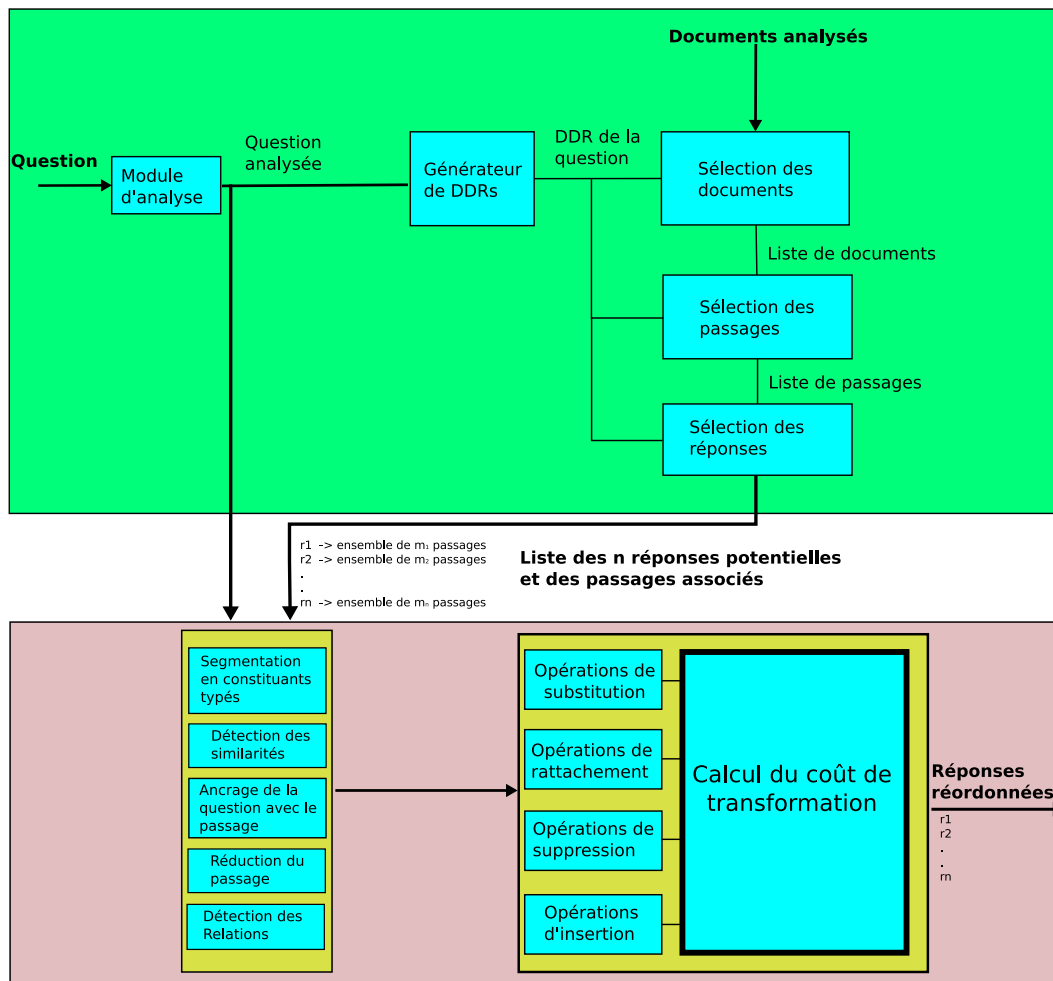 Documents analysés
Question
Module
d'analyse
Question
analysée
Générateur
de DDRs
DDR de la
question
Sélection des
documents
Liste de documents
Sélection des
passages
Liste de passages
Sélection des
réponses
r1 -> ensemble de m₁ passages
r2 -> ensemble de m₂ passages
.
.
rn -> ensemble de mₙ passages
Liste des n réponses potentielles
et des passages associés
Segmentation
en constituants
typés
Détection des
similarités
Ancrage de la
question avec le
passage
Réduction du
passage
Détection des
Relations
Opérations de
substitution
Opérations de
rattachement
Opérations de
suppression
Opérations
d'insertion
Calcul du coût de
transformation
Réponses
réordonnées
r1
r2
.
.
rn